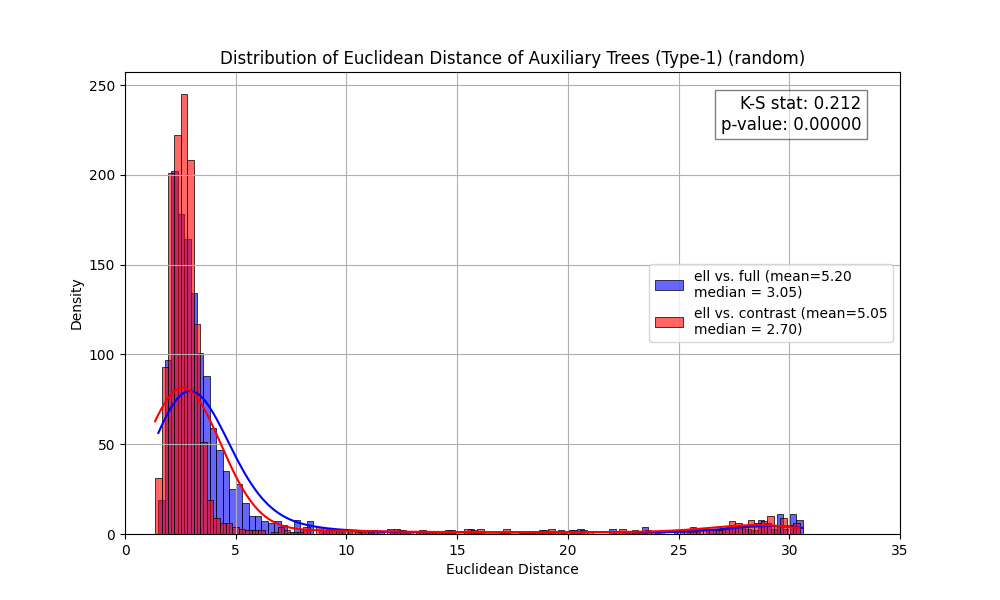 Distribution of Euclidean Distance of Auxiliary Trees (Type-1) (random)
250
200
150
100
50
0
Density
K-S stat: 0.212
p-value: 0.00000
ell vs. full (mean=5.20
median = 3.05)
ell vs. contrast (mean=5.05
median = 2.70)
0 5 10 15 20 25 30 35
Euclidean Distance